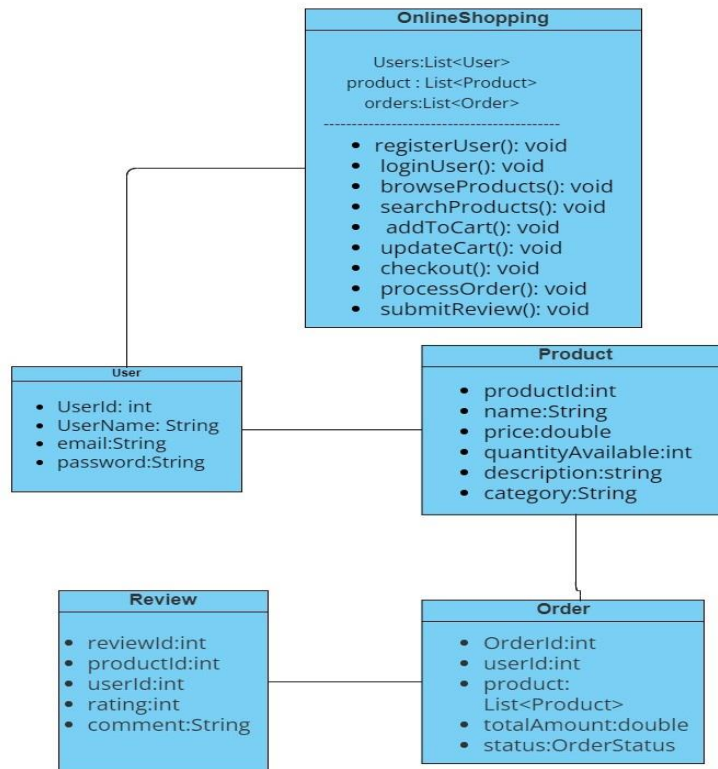 OnlineShopping
Users:List<User>
product : List<Product>
orders:List<Order>
------------------------------------------
• registerUser(): void
• loginUser(): void
• browseProducts(): void
• searchProducts(): void
• addToCart(): void
• updateCart(): void
• checkout(): void
• processOrder(): void
• submitReview(): void
User
• UserId: int
• UserName: String
• email:String
• password:String
Product
• productId:int
• name:String
• price:double
• quantityAvailable:int
• description:string
• category:String
Review
• reviewId:int
• productId:int
• userId:int
• rating:int
• comment:String
Order
• OrderId:int
• userId:int
• product:
List<Product>
• totalAmount:double
• status:OrderStatus